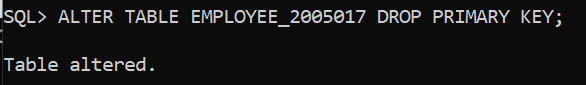 SQL> ALTER TABLE EMPLOYEE_2005017 DROP PRIMARY KEY;
Table altered.